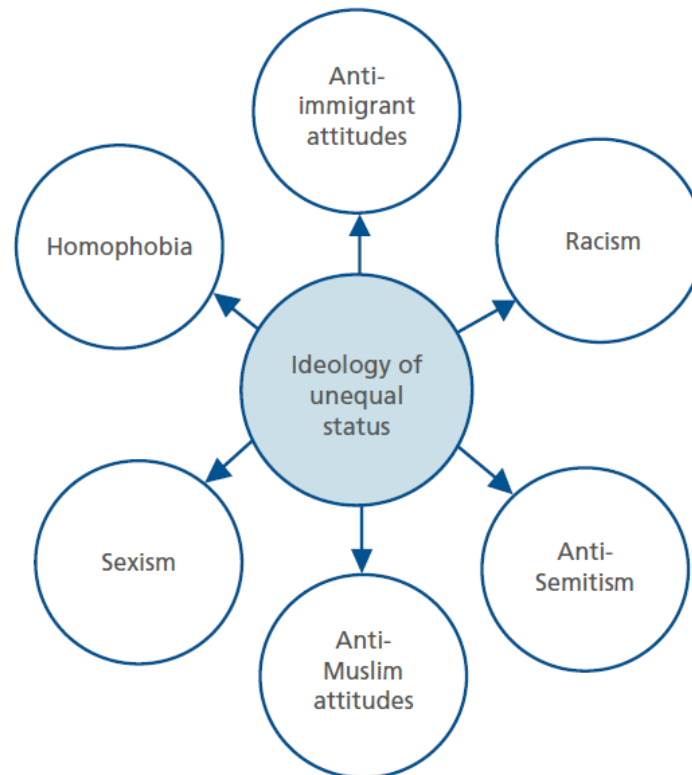 Anti-
immigrant
attitudes
Homophobia
Racism
Ideology of
unequal
status
Sexism
Anti-
Semitism
Anti-
Muslim
attitudes